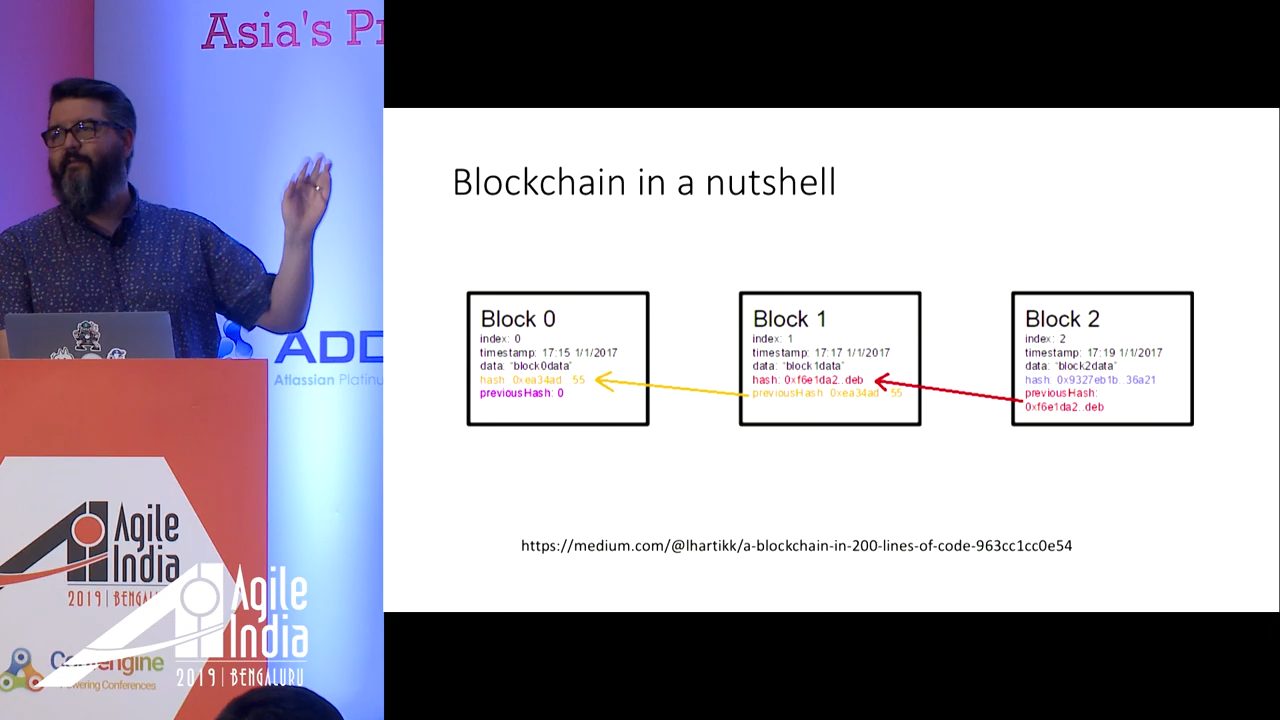 Asia's
Blockchain in a nutshell
Block 0
index: 0
timestamp: 17:15 1/1/2017
data: "block0data"
hash: 0xea34ad...55
previousHash: 0
Block 1
index: 1
timestamp: 17:17 1/1/2017
data: "block1data"
hash: 0xf6e1da2..deb
previousHash: 0xea34ad...55
Block 2
index: 2
timestamp: 17:19 1/1/2017
data: "block2data"
hash: 0x9327eb1b..36a21
previousHash:
0xf6e1da2..deb
https://medium.com/@lhartikk/a-blockchain-in-200-lines-of-code-963cc1cc0e54
ADD
Atlassian
Agile
India
2019 |
Agile
India
2019 | BENGALURU
Conferences